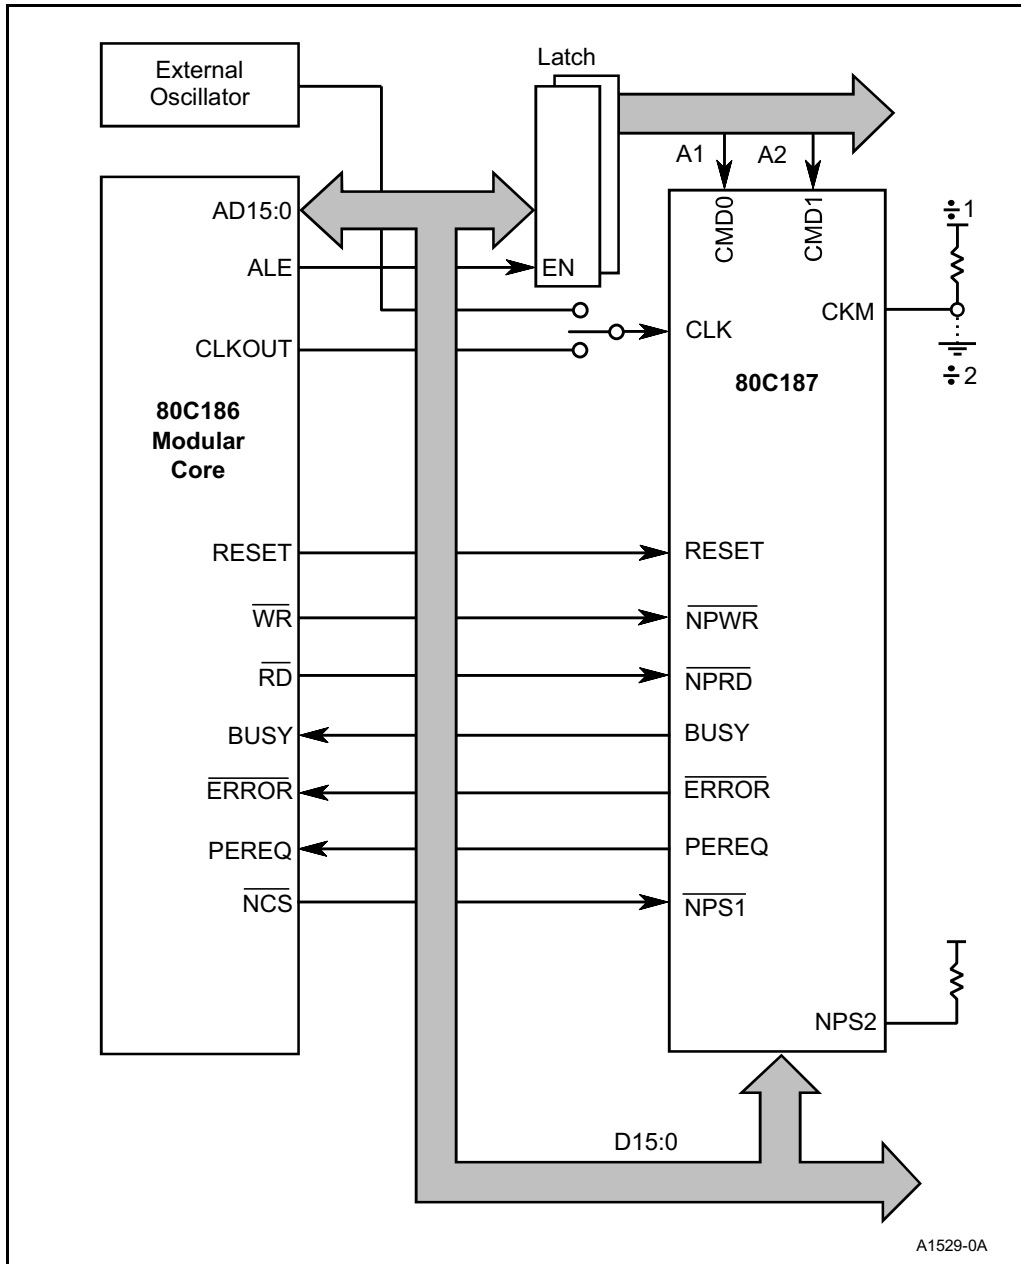 External
Oscillator
Latch
A1
A2
AD15:0
ALE
CLKOUT
80C186
Modular
Core
RESET
WR
RD
BUSY
ERROR
PEREQ
NCS
EN
CMD0
CMD1
CLK
CKM
÷1
÷2
80C187
RESET
NPWR
NPRD
BUSY
ERROR
PEREQ
NPS1
NPS2
D15:0
A1529-0A